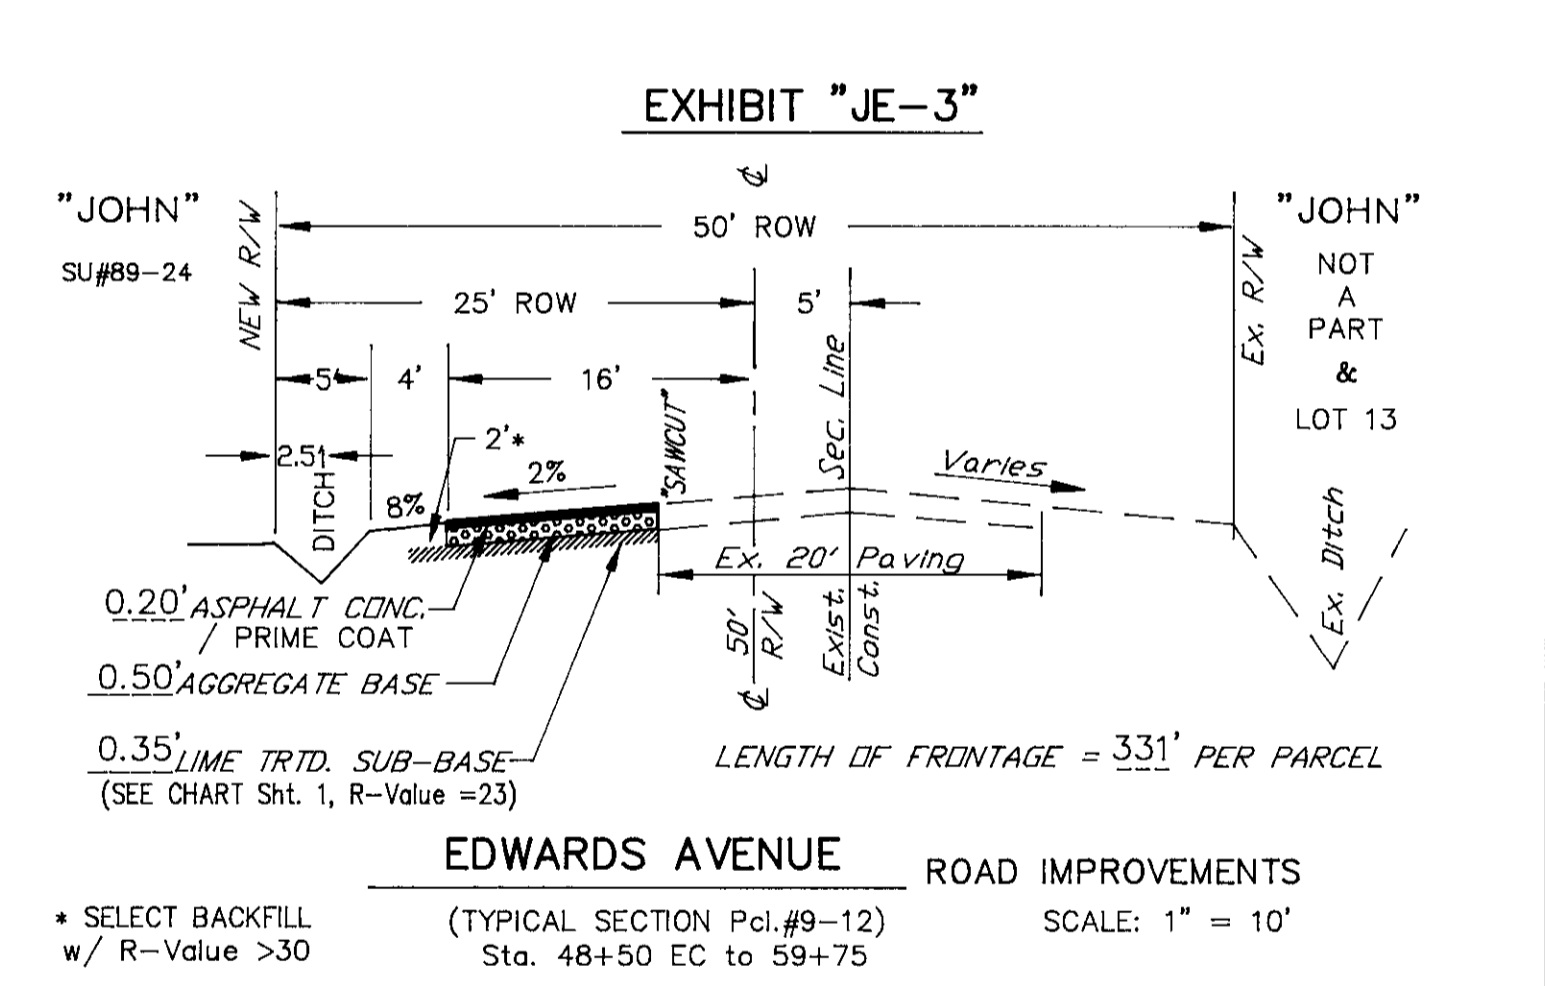 EXHIBIT "JE-3"
℄
"JOHN"
SU#89-24
NEW R/W
50' ROW
25' ROW
5'
5'
4'
16'
2.5'
2'*
2%
8%
DITCH
"SAWCUT"
Sec. Line
Varies
Ex. R/W
"JOHN"
NOT
A
PART
&
LOT 13
Ex. Ditch
Ex. 20' Paving
50'
R/W
℄
Exist.
Const.
0.20' ASPHALT CONC.
/ PRIME COAT
0.50' AGGREGATE BASE
0.35' LIME TRTD. SUB-BASE
(SEE CHART Sht. 1, R-Value =23)
LENGTH OF FRONTAGE = 331' PER PARCEL
EDWARDS AVENUE ROAD IMPROVEMENTS
* SELECT BACKFILL
w/ R-Value >30
(TYPICAL SECTION Pcl.#9-12)
Sta. 48+50 EC to 59+75
SCALE: 1" = 10'